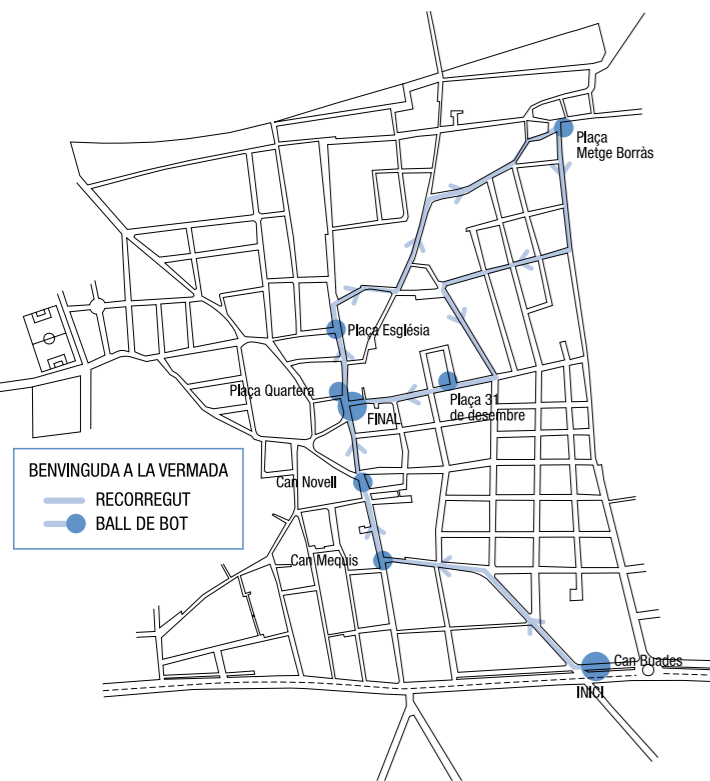 Plaça
Metge Borràs
Plaça Església
Plaça Quartera
Plaça 31
de desembre
FINAL
BENVINGUDA A LA VERMADA
RECORREGUT
BALL DE BOT
Can Novell
Can Mequis
Can Buades
INICI